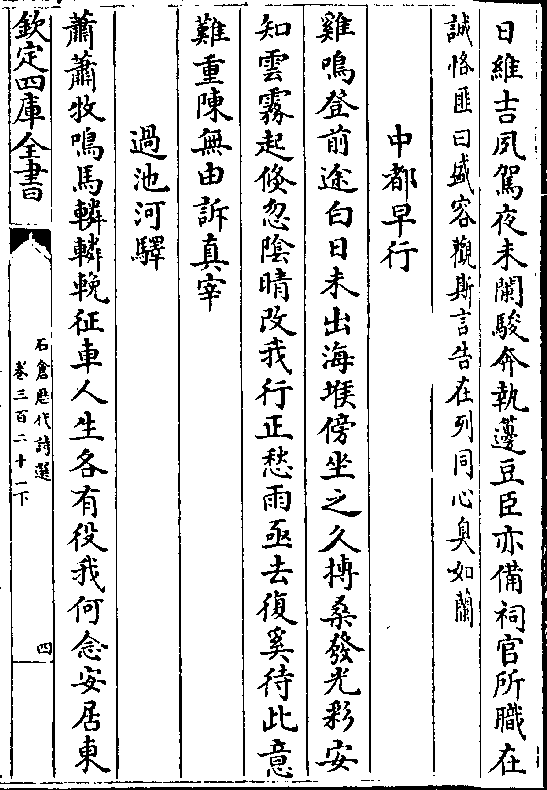 日維吉夙駕夜未闌駿奔執籩豆臣亦備祠官所職在
誠恪匪曰盛容觀斯言告在列同心臭如蘭
中都早行
雞鳴登前途白日未出海堠傍坐之久摶桑發光彩安
知雲霧起倏忽陰晴改我行正愁雨亟去復奚待此意
難重陳無由訴真宰
過池河驛
蕭蕭牧鳴馬轔轔輓征車人生各有役我何念安居東
欽定四庫全書
石倉歷代詩選
卷三百二十一下
四